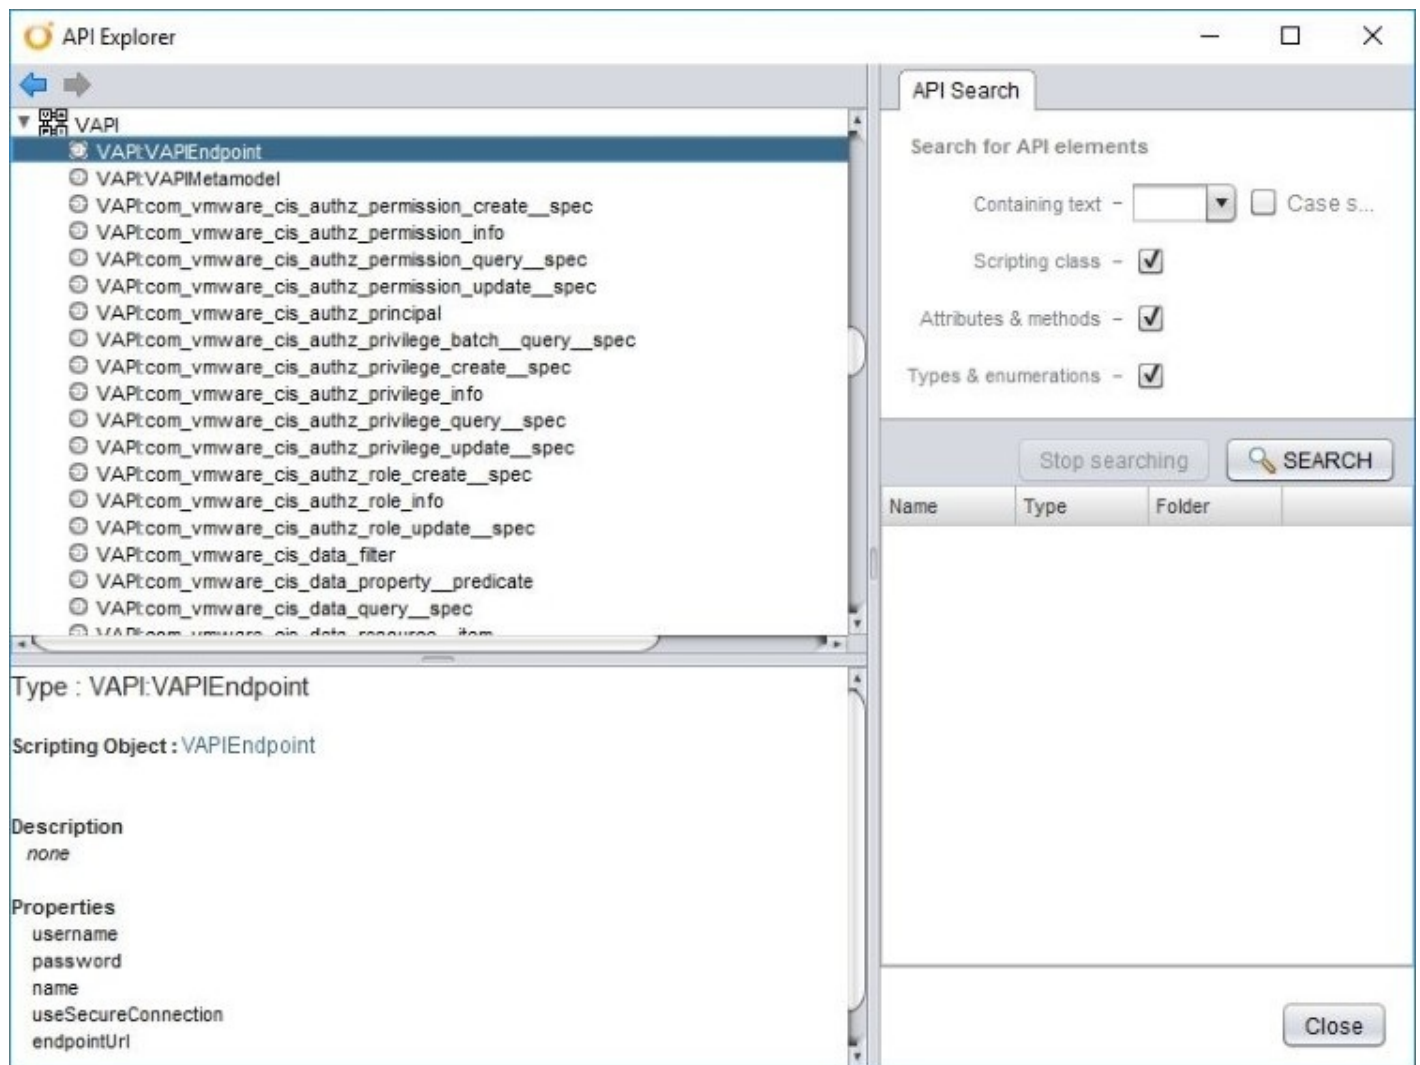 API Explorer
VAPI
VAPI:VAPIEndpoint
VAPI:VAPIMetamodel
VAPI:com_vmware_cis_authz_permission_create__spec
VAPI:com_vmware_cis_authz_permission_info
VAPI:com_vmware_cis_authz_permission_query__spec
VAPI:com_vmware_cis_authz_permission_update__spec
VAPI:com_vmware_cis_authz_principal
VAPI:com_vmware_cis_authz_privilege_batch__query__spec
VAPI:com_vmware_cis_authz_privilege_create__spec
VAPI:com_vmware_cis_authz_privilege_info
VAPI:com_vmware_cis_authz_privilege_query__spec
VAPI:com_vmware_cis_authz_privilege_update__spec
VAPI:com_vmware_cis_authz_role_create__spec
VAPI:com_vmware_cis_authz_role_info
VAPI:com_vmware_cis_authz_role_update__spec
VAPI:com_vmware_cis_data_filter
VAPI:com_vmware_cis_data_property__predicate
VAPI:com_vmware_cis_data_query__spec
VAPI:com_vmware_cis_data_resource__item
Type : VAPI:VAPIEndpoint
Scripting Object : VAPIEndpoint
Description
none
Properties
username
password
name
useSecureConnection
endpointUrl
API Search
Search for API elements
Containing text - Case s...
Scripting class -
Attributes & methods -
Types & enumerations -
Stop searching SEARCH
Name Type Folder
Close